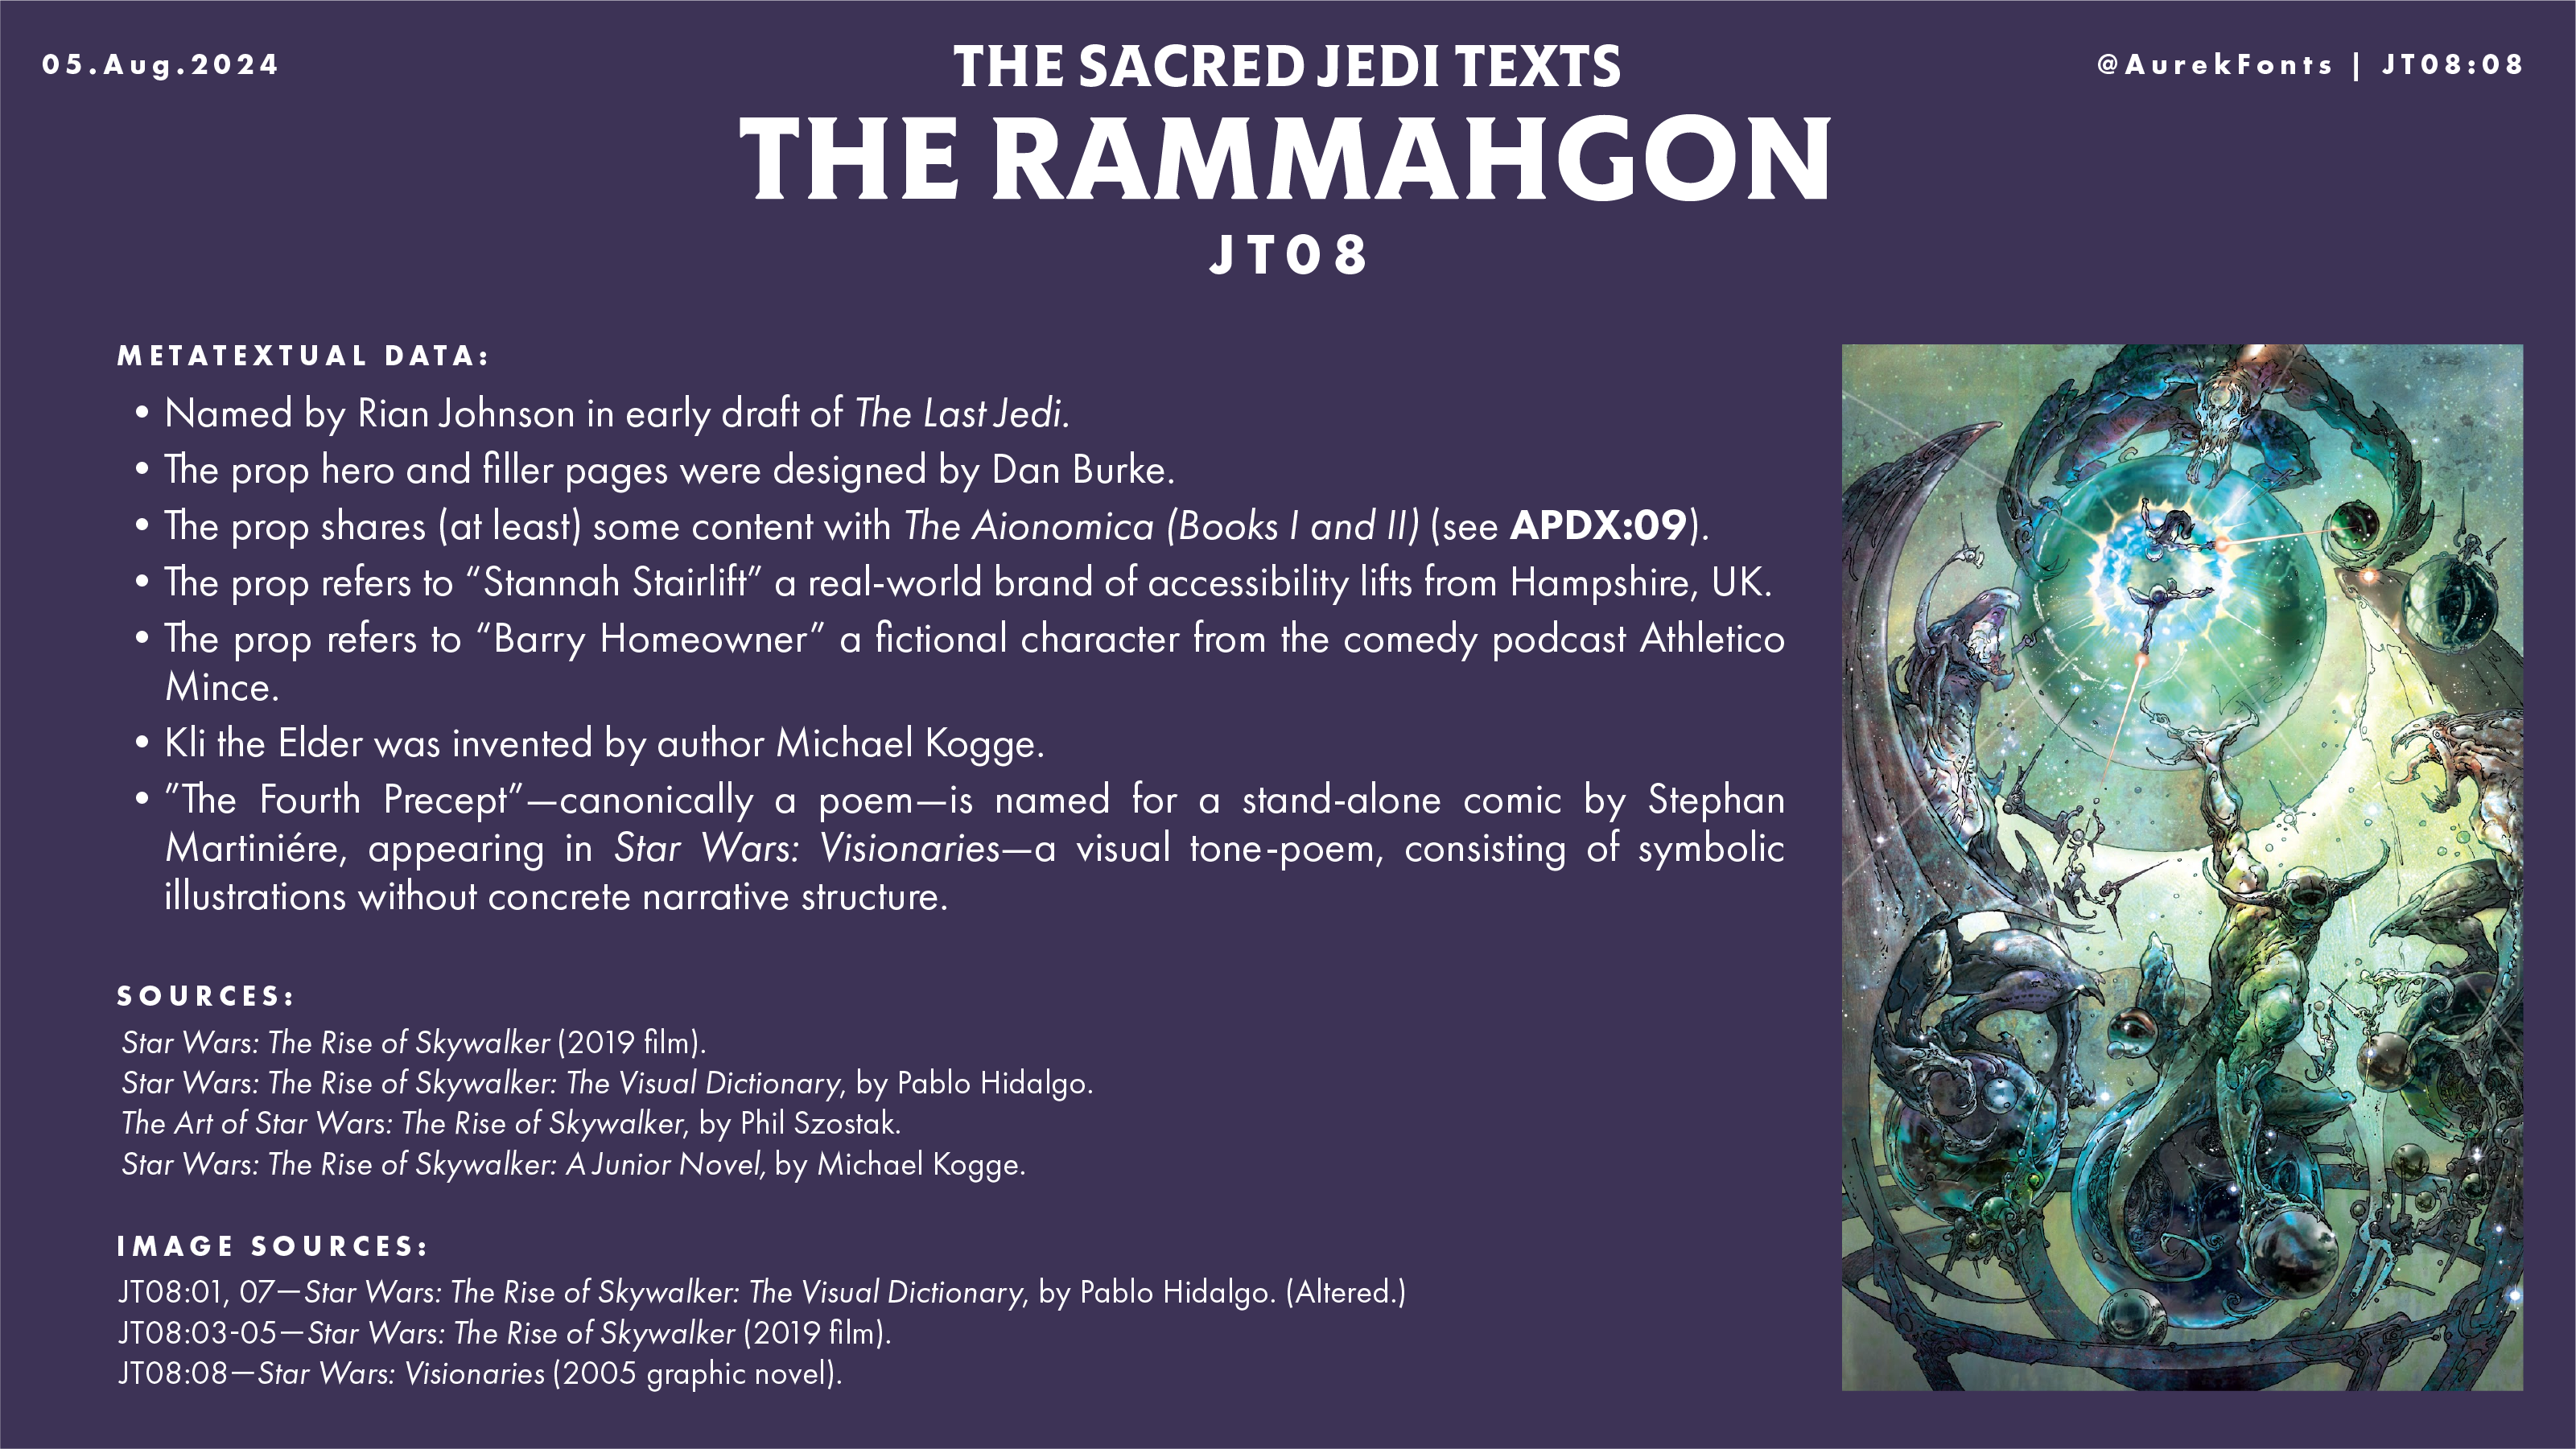 05.Aug.2024
THE SACRED JEDI TEXTS
@AurekFonts | JT08:08
THE RAMMAHGON
JT08
METATEXTUAL DATA:
• Named by Rian Johnson in early draft of The Last Jedi.
• The prop hero and filler pages were designed by Dan Burke.
• The prop shares (at least) some content with The Aionomica (Books I and II) (see APDX:09).
• The prop refers to “Stannah Stairlift” a real-world brand of accessibility lifts from Hampshire, UK.
• The prop refers to “Barry Homeowner” a fictional character from the comedy podcast Athletico
Mince.
• Kli the Elder was invented by author Michael Kogge.
• ”The Fourth Precept”—canonically a poem—is named for a stand-alone comic by Stephan
Martiniére, appearing in Star Wars: Visionaries—a visual tone-poem, consisting of symbolic
illustrations without concrete narrative structure.
SOURCES:
Star Wars: The Rise of Skywalker (2019 film).
Star Wars: The Rise of Skywalker: The Visual Dictionary, by Pablo Hidalgo.
The Art of Star Wars: The Rise of Skywalker, by Phil Szostak.
Star Wars: The Rise of Skywalker: A Junior Novel, by Michael Kogge.
IMAGE SOURCES:
JT08:01, 07—Star Wars: The Rise of Skywalker: The Visual Dictionary, by Pablo Hidalgo. (Altered.)
JT08:03-05—Star Wars: The Rise of Skywalker (2019 film).
JT08:08—Star Wars: Visionaries (2005 graphic novel).